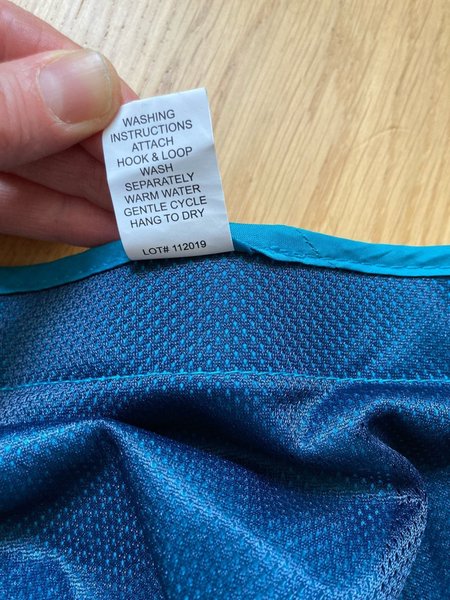 WASHING
INSTRUCTIONS
ATTACH
HOOK & LOOP
WASH
SEPARATELY
WARM WATER
GENTLE CYCLE
HANG TO DRY
LOT# 112019